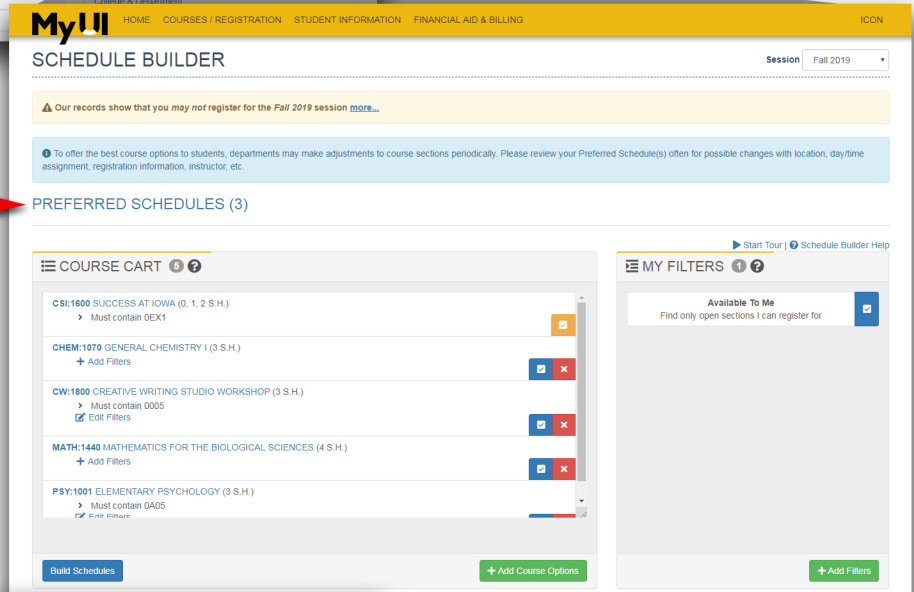 College & Department
MyUI HOME COURSES / REGISTRATION STUDENT INFORMATION FINANCIAL AID & BILLING ICON
SCHEDULE BUILDER
Session Fall 2019
Our records show that you may not register for the Fall 2019 session more...
To offer the best course options to students, departments may make adjustments to course sections periodically. Please review your Preferred Schedule(s) often for possible changes with location, day/time
assignment, registration information, instructor, etc.
PREFERRED SCHEDULES (3)
Start Tour | Schedule Builder Help
COURSE CART 5
CSI:1600 SUCCESS AT IOWA (0, 1, 2 S.H.)
Must contain 0EX1
CHEM:1070 GENERAL CHEMISTRY I (3 S.H.)
+ Add Filters
CW:1800 CREATIVE WRITING STUDIO WORKSHOP (3 S.H.)
Must contain 0005
Edit Filters
MATH:1440 MATHEMATICS FOR THE BIOLOGICAL SCIENCES (4 S.H.)
+ Add Filters
PSY:1001 ELEMENTARY PSYCHOLOGY (3 S.H.)
Must contain 0A05
Edit Filters
Build Schedules
+ Add Course Options
MY FILTERS 1
Available To Me
Find only open sections I can register for
+ Add Filters